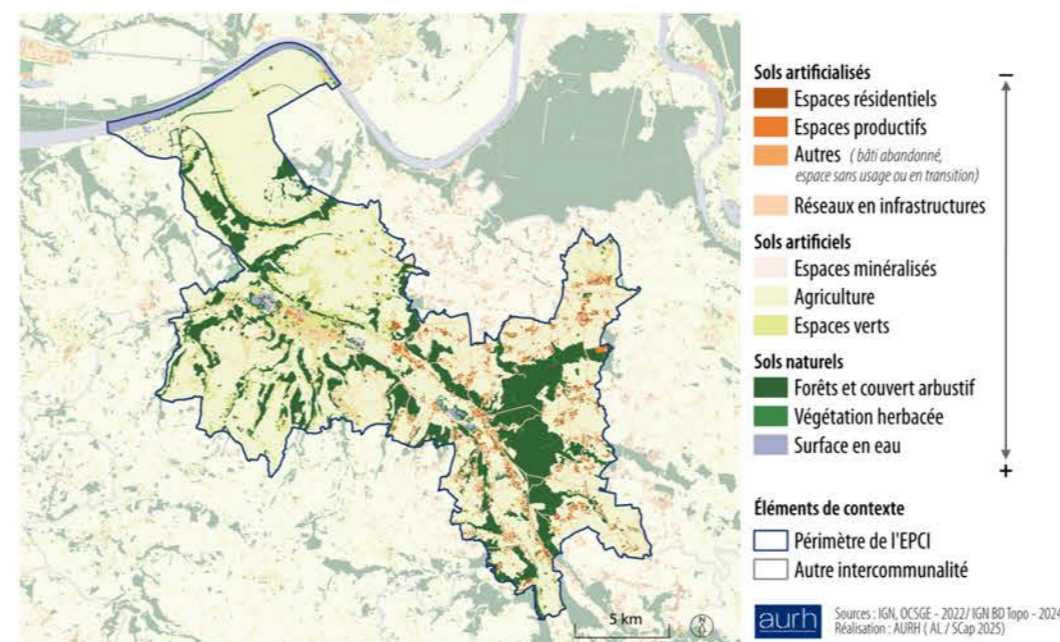 Sols artificialisés
–
Espaces résidentiels
Espaces productifs
Autres ( bâti abandonné,
espace sans usage ou en transition)
Réseaux en infrastructures
Sols artificiels
Espaces minéralisés
Agriculture
Espaces verts
Sols naturels
Forêts et couvert arbustif
Végétation herbacée
Surface en eau
+
Éléments de contexte
Périmètre de l'EPCI
Autre intercommunalité
5 km
N
aurh
Sources : IGN, OCSGE - 2022/ IGN BD Topo - 2024
Réalisation : AURH ( AL / SCap 2025)